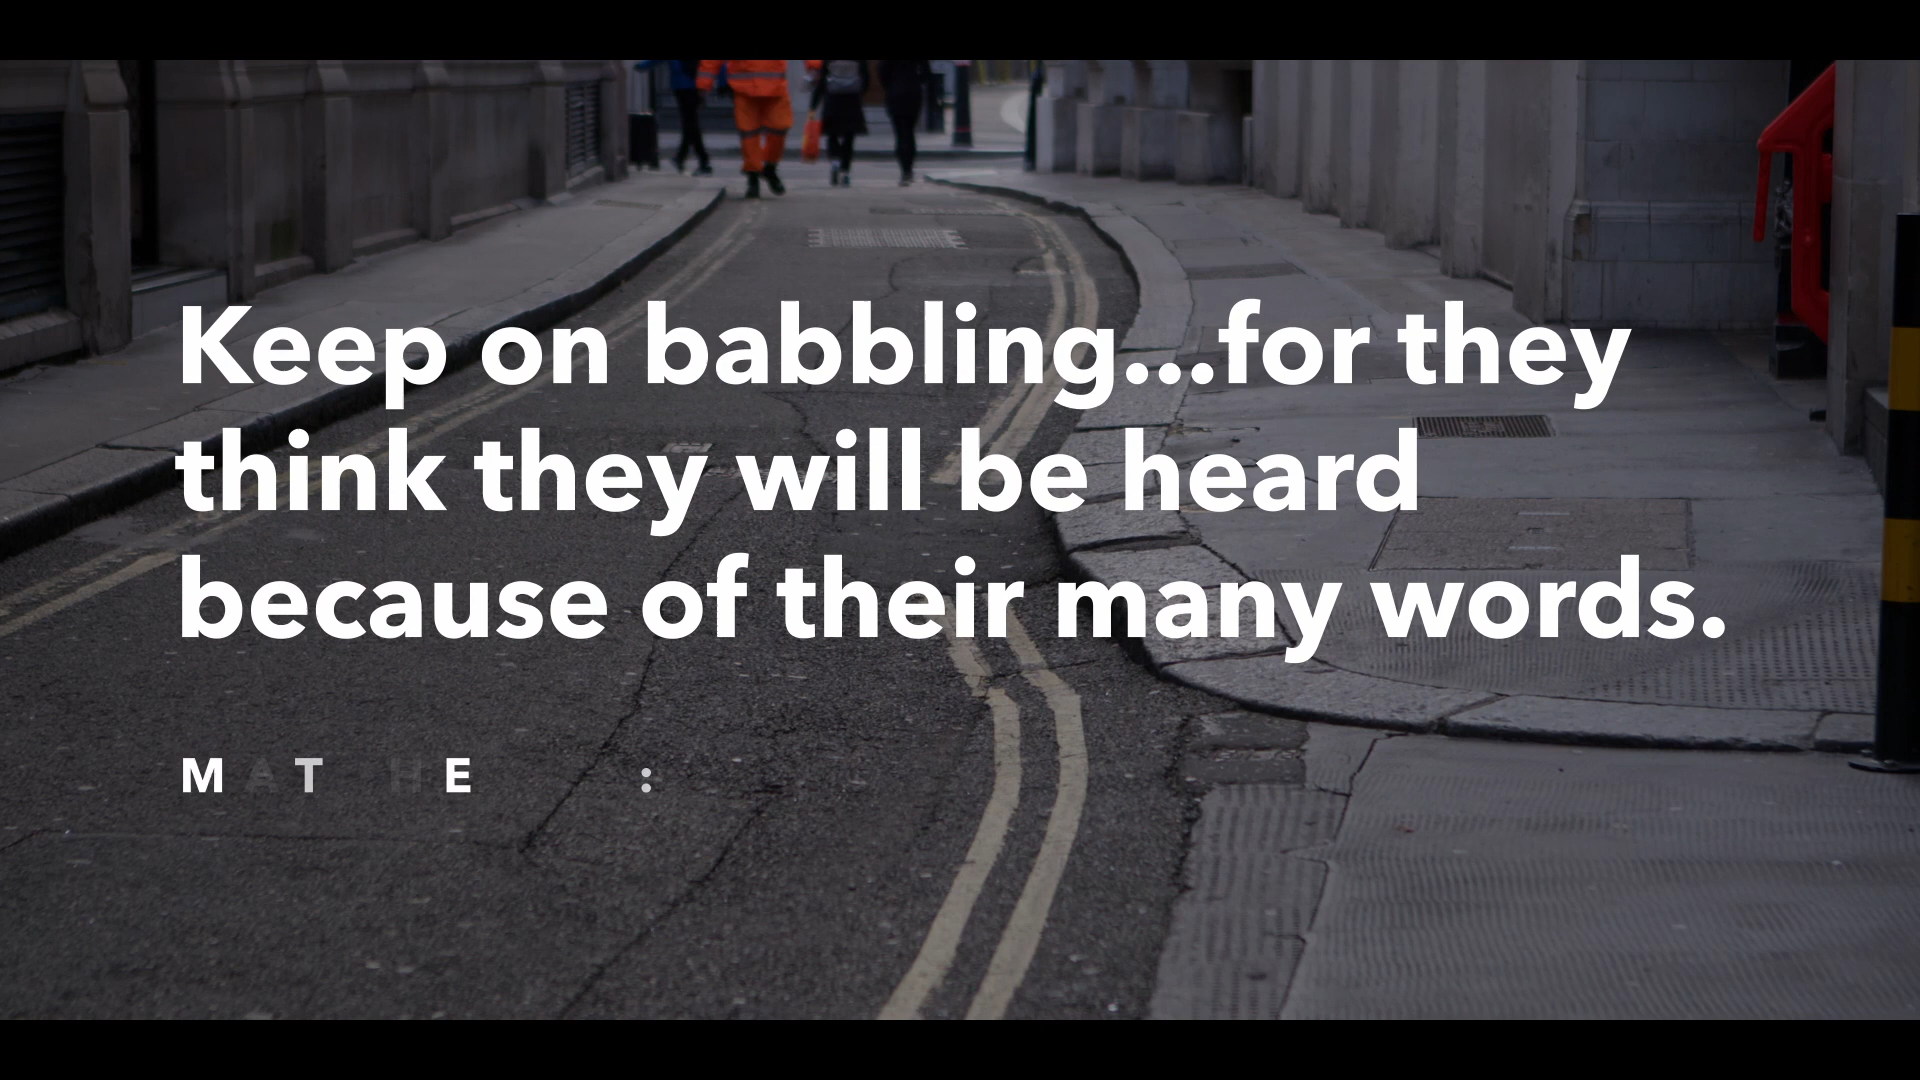 Keep on babbling...for they
think they will be heard
because of their many words.
M A T H E :